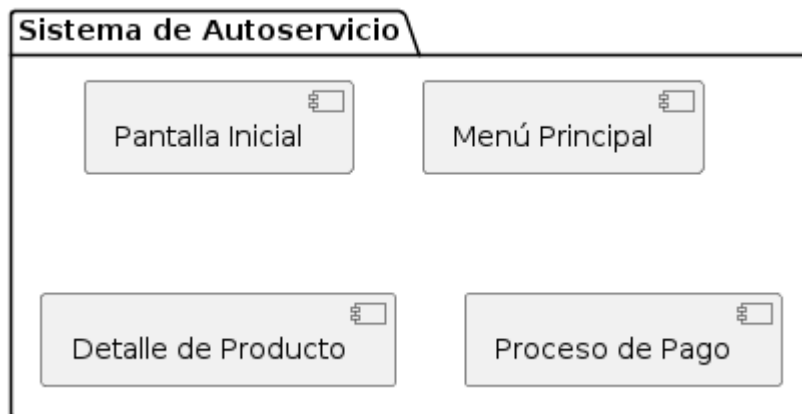 Sistema de Autoservicio
Pantalla Inicial
Menú Principal
Detalle de Producto
Proceso de Pago